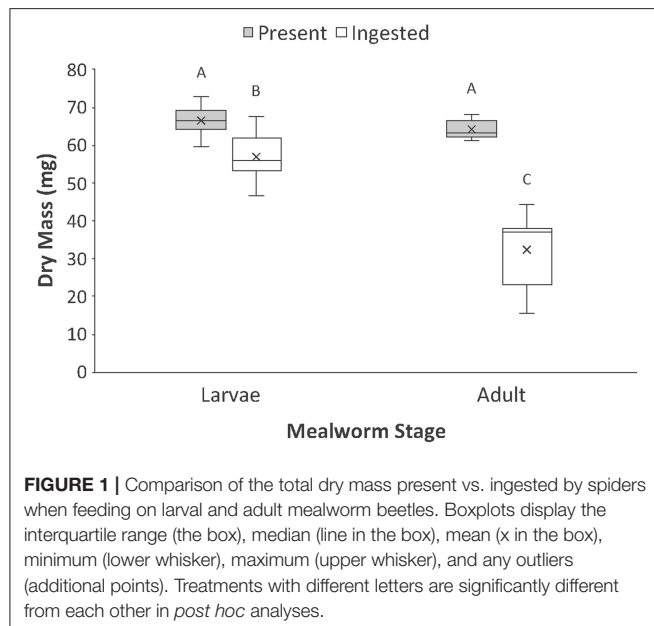 Present Ingested
80
70
60
50
40
30
20
10
0
Dry Mass (mg)
A
B
A
C
Larvae Adult
Mealworm Stage
FIGURE 1 | Comparison of the total dry mass present vs. ingested by spiders
when feeding on larval and adult mealworm beetles. Boxplots display the
interquartile range (the box), median (line in the box), mean (x in the box),
minimum (lower whisker), maximum (upper whisker), and any outliers
(additional points). Treatments with different letters are significantly different
from each other in post hoc analyses.